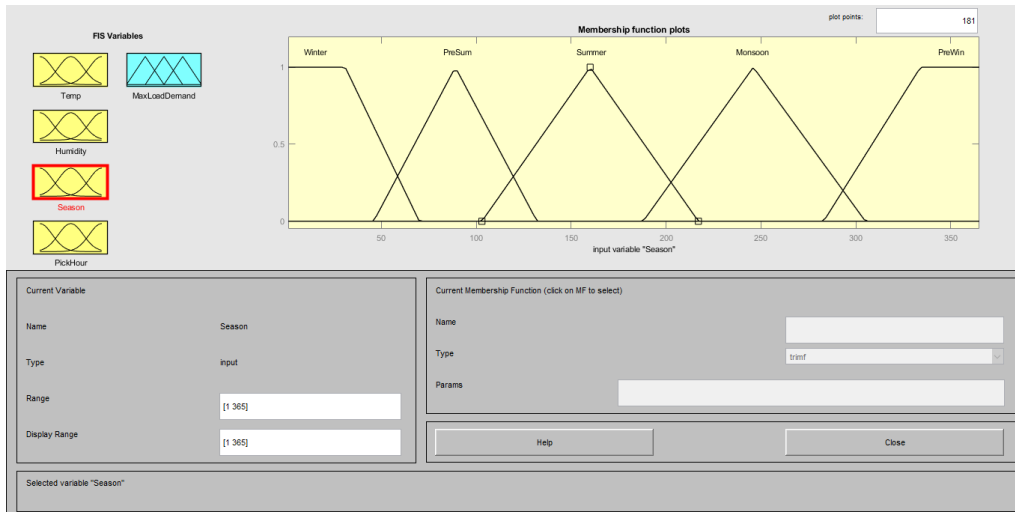 plot points:
181
FIS Variables
Membership function plots
Temp
MaxLoadDemand
Humidity
Season
PickHour
Winter
PreSum
Summer
Monsoon
PreWin
1
0.5
0
50
100
150
200
250
300
350
input variable "Season"
Current Variable
Name
Season
Type
input
Range
[1 365]
Display Range
[1 365]
Current Membership Function (click on MF to select)
Name
Type
trimf
Params
Help
Close
Selected variable "Season"